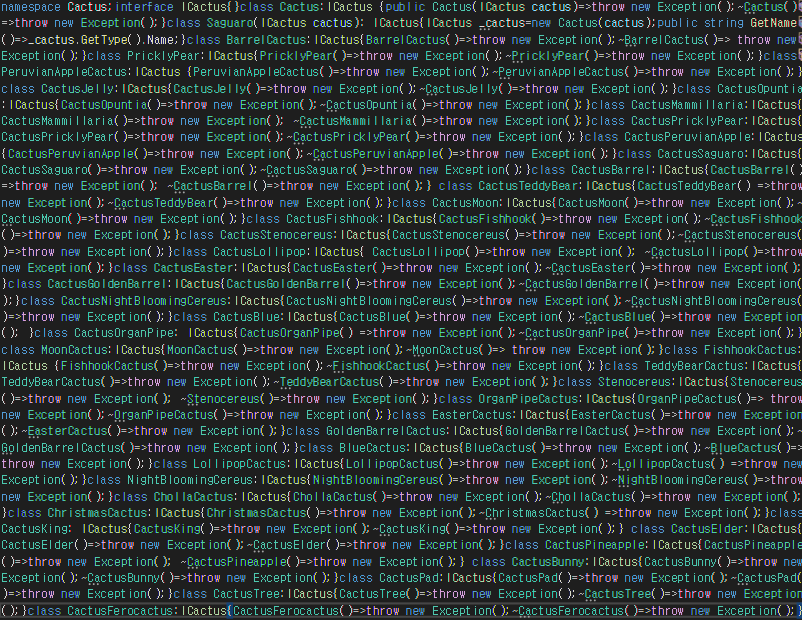 namespace Cactus;interface ICactus{}class Cactus:ICactus {public Cactus(ICactus cactus)=>throw new Exception();~Cactus()
=>throw new Exception();}class Saguaro(ICactus cactus): ICactus{ICactus _cactus=new Cactus(cactus);public string GetName
()=>_cactus.GetType().Name;}class BarrelCactus:ICactus{BarrelCactus()=>throw new Exception();~BarrelCactus()=> throw new
Exception();}class PricklyPear:ICactus{PricklyPear()=>throw new Exception();~PricklyPear()=>throw new Exception();}class
PeruvianAppleCactus:ICactus {PeruvianAppleCactus()=>throw new Exception();~PeruvianAppleCactus()=>throw new Exception();}
class CactusJelly:ICactus{CactusJelly()=>throw new Exception();~CactusJelly()=>throw new Exception();}class CactusOpuntia
:ICactus{CactusOpuntia()=>throw new Exception();~CactusOpuntia()=>throw new Exception();}class CactusMammillaria:ICactus{
CactusMammillaria()=>throw new Exception(); ~CactusMammillaria()=>throw new Exception();}class CactusPricklyPear:ICactus{
CactusPricklyPear()=>throw new Exception();~CactusPricklyPear()=>throw new Exception();}class CactusPeruvianApple:ICactus
{CactusPeruvianApple()=>throw new Exception();~CactusPeruvianApple()=>throw new Exception();}class CactusSaguaro:ICactus{
CactusSaguaro()=>throw new Exception();~CactusSaguaro()=>throw new Exception();}class CactusBarrel:ICactus{CactusBarrel()
=>throw new Exception(); ~CactusBarrel()=>throw new Exception();} class CactusTeddyBear:ICactus{CactusTeddyBear() =>throw
new Exception();~CactusTeddyBear()=>throw new Exception();}class CactusMoon:ICactus{CactusMoon()=>throw new Exception();~
CactusMoon()=>throw new Exception();}class CactusFishhook:ICactus{CactusFishhook()=>throw new Exception();~CactusFishhook
()=>throw new Exception();}class CactusStenocereus:ICactus{CactusStenocereus()=>throw new Exception();~CactusStenocereus(
)=>throw new Exception();}class CactusLollipop:ICactus{ CactusLollipop()=>throw new Exception(); ~CactusLollipop()=>throw
new Exception();}class CactusEaster:ICactus{CactusEaster()=>throw new Exception();~CactusEaster()=>throw new Exception();
}class CactusGoldenBarrel:ICactus{CactusGoldenBarrel()=>throw new Exception();~CactusGoldenBarrel()=>throw new Exception(
);}class CactusNightBloomingCereus:ICactus{CactusNightBloomingCereus()=>throw new Exception();~CactusNightBloomingCereus(
)=>throw new Exception();}class CactusBlue:ICactus{CactusBlue()=>throw new Exception();~CactusBlue()=>throw new Exception
(); }class CactusOrganPipe: ICactus{CactusOrganPipe() =>throw new Exception();~CactusOrganPipe()=>throw new Exception();}
class MoonCactus:ICactus{MoonCactus()=>throw new Exception();~MoonCactus()=> throw new Exception();}class FishhookCactus:
ICactus {FishhookCactus()=>throw new Exception();~FishhookCactus()=>throw new Exception();}class TeddyBearCactus:ICactus{
TeddyBearCactus()=>throw new Exception();~TeddyBearCactus()=>throw new Exception();}class Stenocereus:ICactus{Stenocereus
()=>throw new Exception(); ~Stenocereus()=>throw new Exception();}class OrganPipeCactus:ICactus{OrganPipeCactus()=> throw
new Exception();~OrganPipeCactus()=>throw new Exception();}class EasterCactus:ICactus{EasterCactus()=>throw new Exception
();~EasterCactus()=>throw new Exception();}class GoldenBarrelCactus:ICactus{GoldenBarrelCactus()=>throw new Exception();~
GoldenBarrelCactus()=>throw new Exception();}class BlueCactus:ICactus{BlueCactus()=>throw new Exception();~BlueCactus()=>
throw new Exception();}class LollipopCactus:ICactus{LollipopCactus()=>throw new Exception();~LollipopCactus() =>throw new
Exception();}class NightBloomingCereus:ICactus{NightBloomingCereus()=>throw new Exception();~NightBloomingCereus()=>throw
new Exception();}class ChollaCactus:ICactus{ChollaCactus()=>throw new Exception();~ChollaCactus()=>throw new Exception();
}class ChristmasCactus:ICactus{ChristmasCactus()=>throw new Exception();~ChristmasCactus() =>throw new Exception();}class
CactusKing: ICactus{CactusKing()=>throw new Exception();~CactusKing()=>throw new Exception();} class CactusElder:ICactus{
CactusElder()=>throw new Exception();~CactusElder()=>throw new Exception();}class CactusPineapple:ICactus{CactusPineapple
()=>throw new Exception(); ~CactusPineapple()=>throw new Exception();} class CactusBunny:ICactus{CactusBunny()=>throw new
Exception();~CactusBunny()=>throw new Exception();}class CactusPad:ICactus{CactusPad()=>throw new Exception();~CactusPad(
)=>throw new Exception();}class CactusTree:ICactus{CactusTree()=>throw new Exception();~CactusTree()=>throw new Exception
();}class CactusFerocactus:ICactus{CactusFerocactus()=>throw new Exception();~CactusFerocactus()=>throw new Exception();}